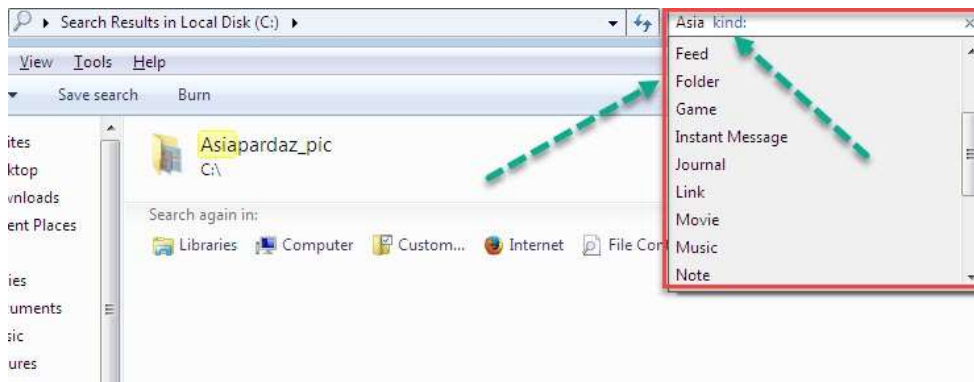 Search Results in Local Disk (C:)
Asia kind:
View Tools Help
Save search Burn
Feed
Folder
Game
Instant Message
Journal
Link
Movie
Music
Note
Asiapardaz_pic
C:\
Search again in:
Libraries Computer Custom... Internet File Con
ites
ktop
wnloads
ent Places
ies
uments
sic
ures